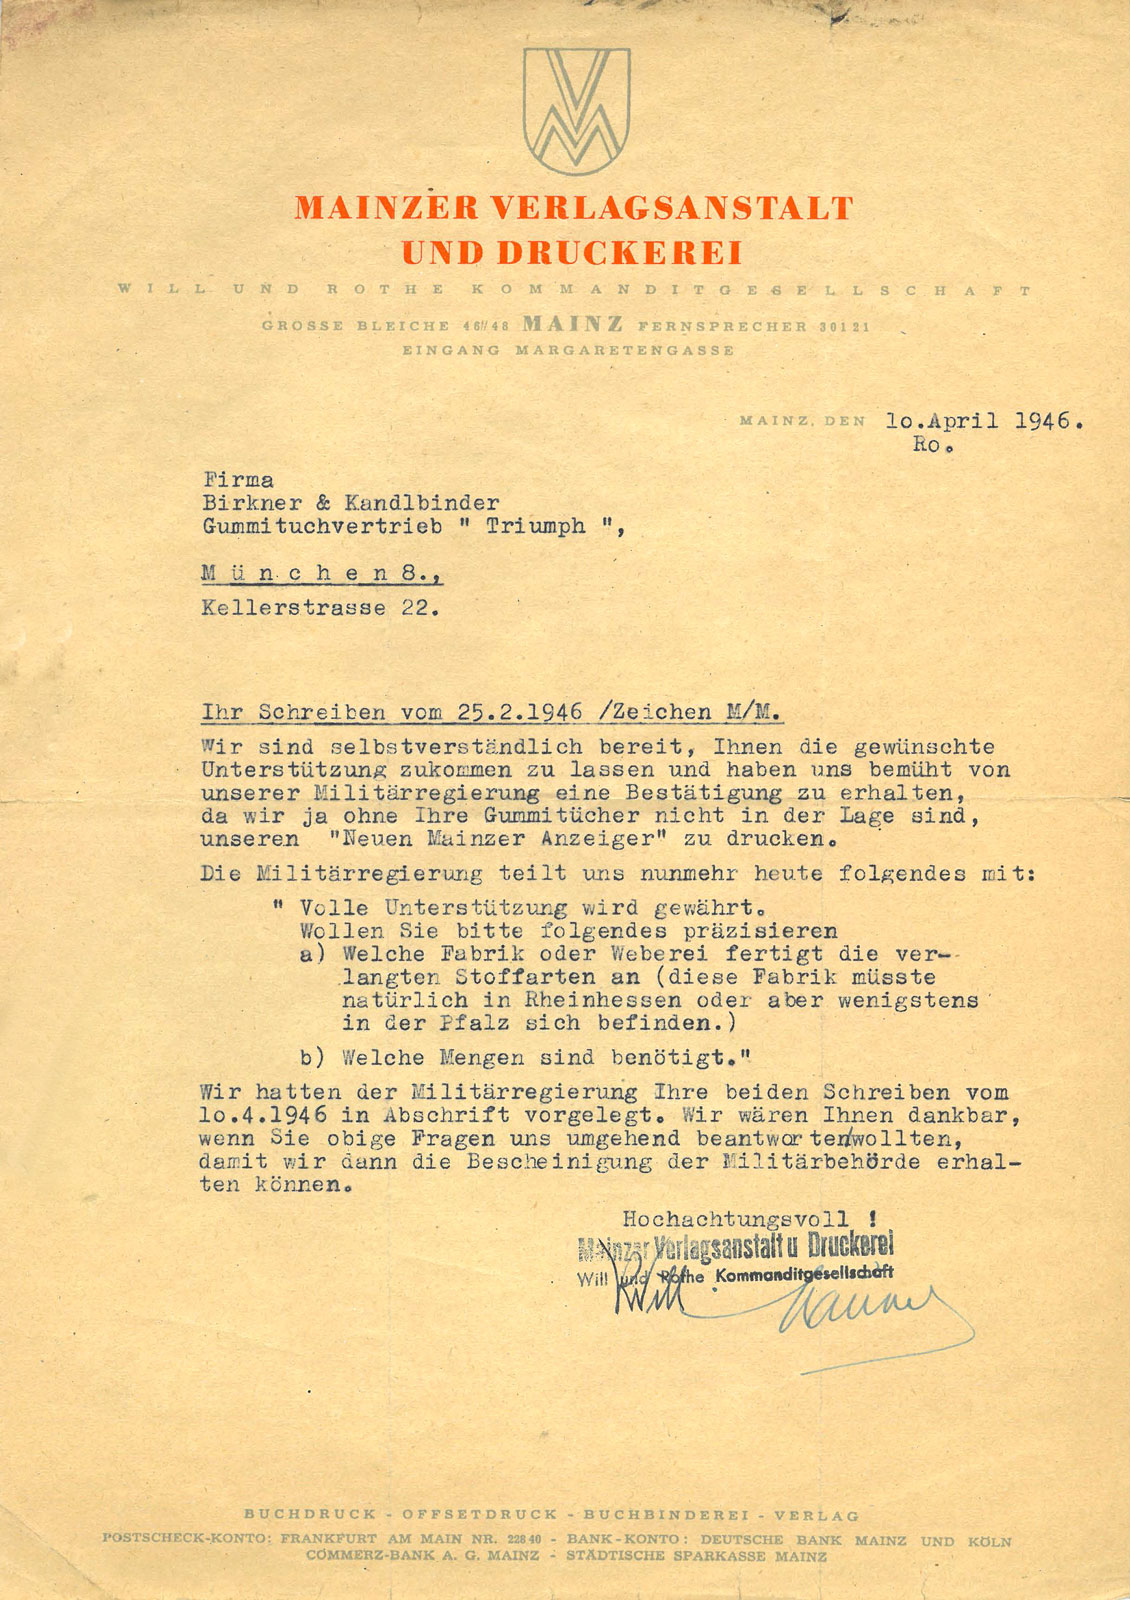 MAINZER VERLAGSANSTALT
UND DRUCKEREI
WILL UND ROTHE KOMMANDITGESELLSCHAFT
GROSSE BLEICHE 46/48 MAINZ FERNSPRECHER 30121
EINGANG MARGARETENGASSE
MAINZ, DEN 1o.April 1946.
Ro.
Firma
Birkner & Kandlbinder
Gummituchvertrieb " Triumph ",
M ü n c h e n 8.,
Kellerstrasse 22.
Ihr Schreiben vom 25.2.1946 /Zeichen M/M.
Wir sind selbstverständlich bereit, Ihnen die gewünschte
Unterstützung zukommen zu lassen und haben uns bemüht von
unserer Militärregierung eine Bestätigung zu erhalten,
da wir ja ohne Ihre Gummitücher nicht in der Lage sind,
unseren "Neuen Mainzer Anzeiger" zu drucken.
Die Militärregierung teilt uns nunmehr heute folgendes mit:
" Volle Unterstützung wird gewährt.
Wollen Sie bitte folgendes präzisieren
a) Welche Fabrik oder Weberei fertigt die ver-
langten Stoffarten an (diese Fabrik müsste
natürlich in Rheinhessen oder aber wenigstens
in der Pfalz sich befinden.)
b) Welche Mengen sind benötigt."
Wir hatten der Militärregierung Ihre beiden Schreiben vom
1o.4.1946 in Abschrift vorgelegt. Wir wären Ihnen dankbar,
wenn Sie obige Fragen uns umgehend beantworten/wollten,
damit wir dann die Bescheinigung der Militärbehörde erhal-
ten können.
Hochachtungsvoll !
Mainzer Verlagsanstalt u Druckerei
Will und Rothe Kommanditgesellschaft
Will
BUCHDRUCK - OFFSETDRUCK - BUCHBINDEREI - VERLAG
POSTSCHECK-KONTO: FRANKFURT AM MAIN NR. 22840 - BANK-KONTO: DEUTSCHE BANK MAINZ UND KÖLN
COMMERZ-BANK A. G. MAINZ - STÄDTISCHE SPARKASSE MAINZ